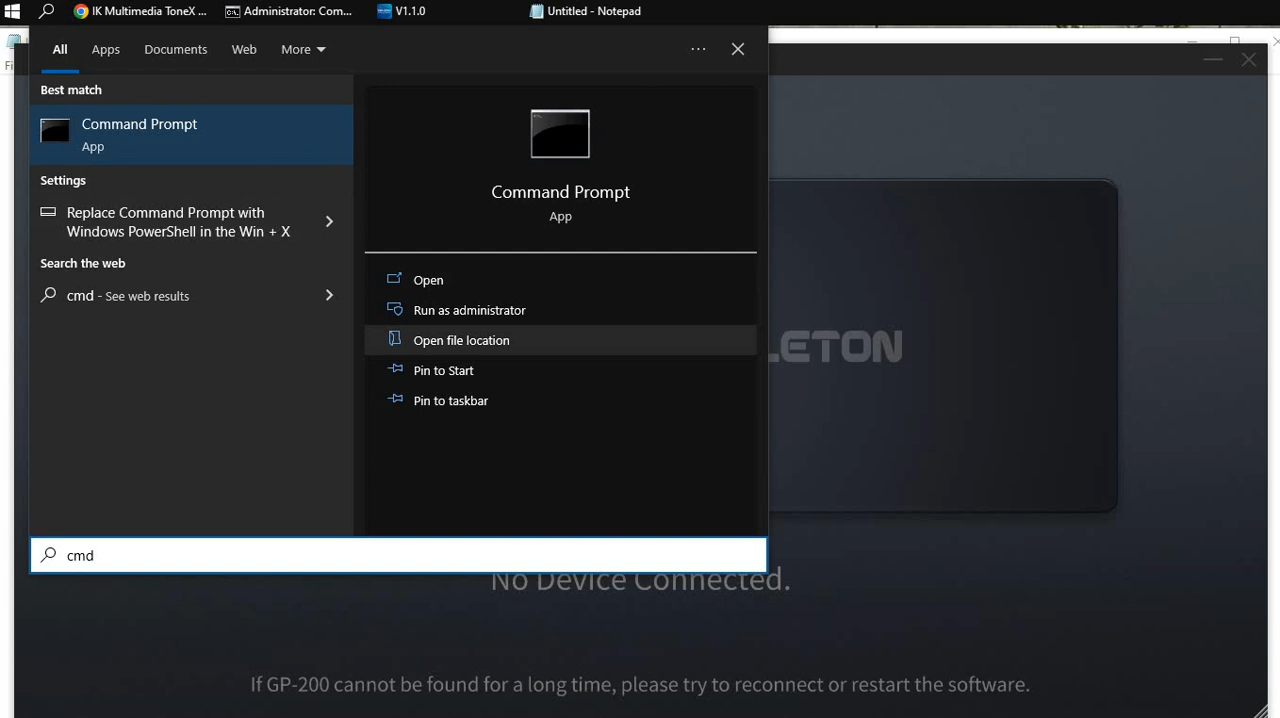 IK Multimedia ToneX ...
Administrator: Com...
V1.1.0
Untitled - Notepad
All
Apps
Documents
Web
More
Best match
Command Prompt
App
Settings
Replace Command Prompt with
Windows PowerShell in the Win + X
Search the web
cmd - See web results
Command Prompt
App
Open
Run as administrator
Open file location
Pin to Start
Pin to taskbar
cmd
LETON
No Device Connected.
If GP-200 cannot be found for a long time, please try to reconnect or restart the software.